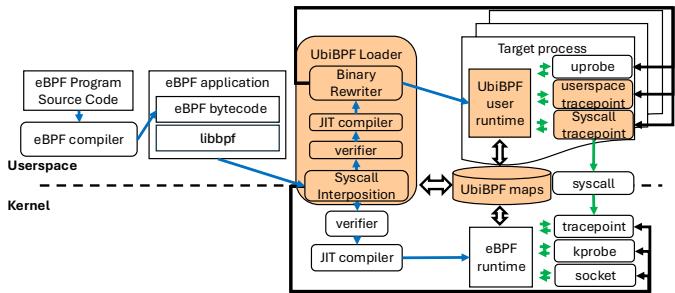 UbiBPF Loader
Target process
eBPF Program
Source Code
eBPF application
Binary
Rewriter
UbiBPF
user
runtime
uprobe
userspace
tracepoint
Syscall
tracepoint
eBPF bytecode
JIT compiler
eBPF compiler
libbpf
verifier
Userspace
Syscall
Interposition
UbiBPF maps
syscall
Kernel
verifier
JIT compiler
eBPF
runtime
tracepoint
kprobe
socket